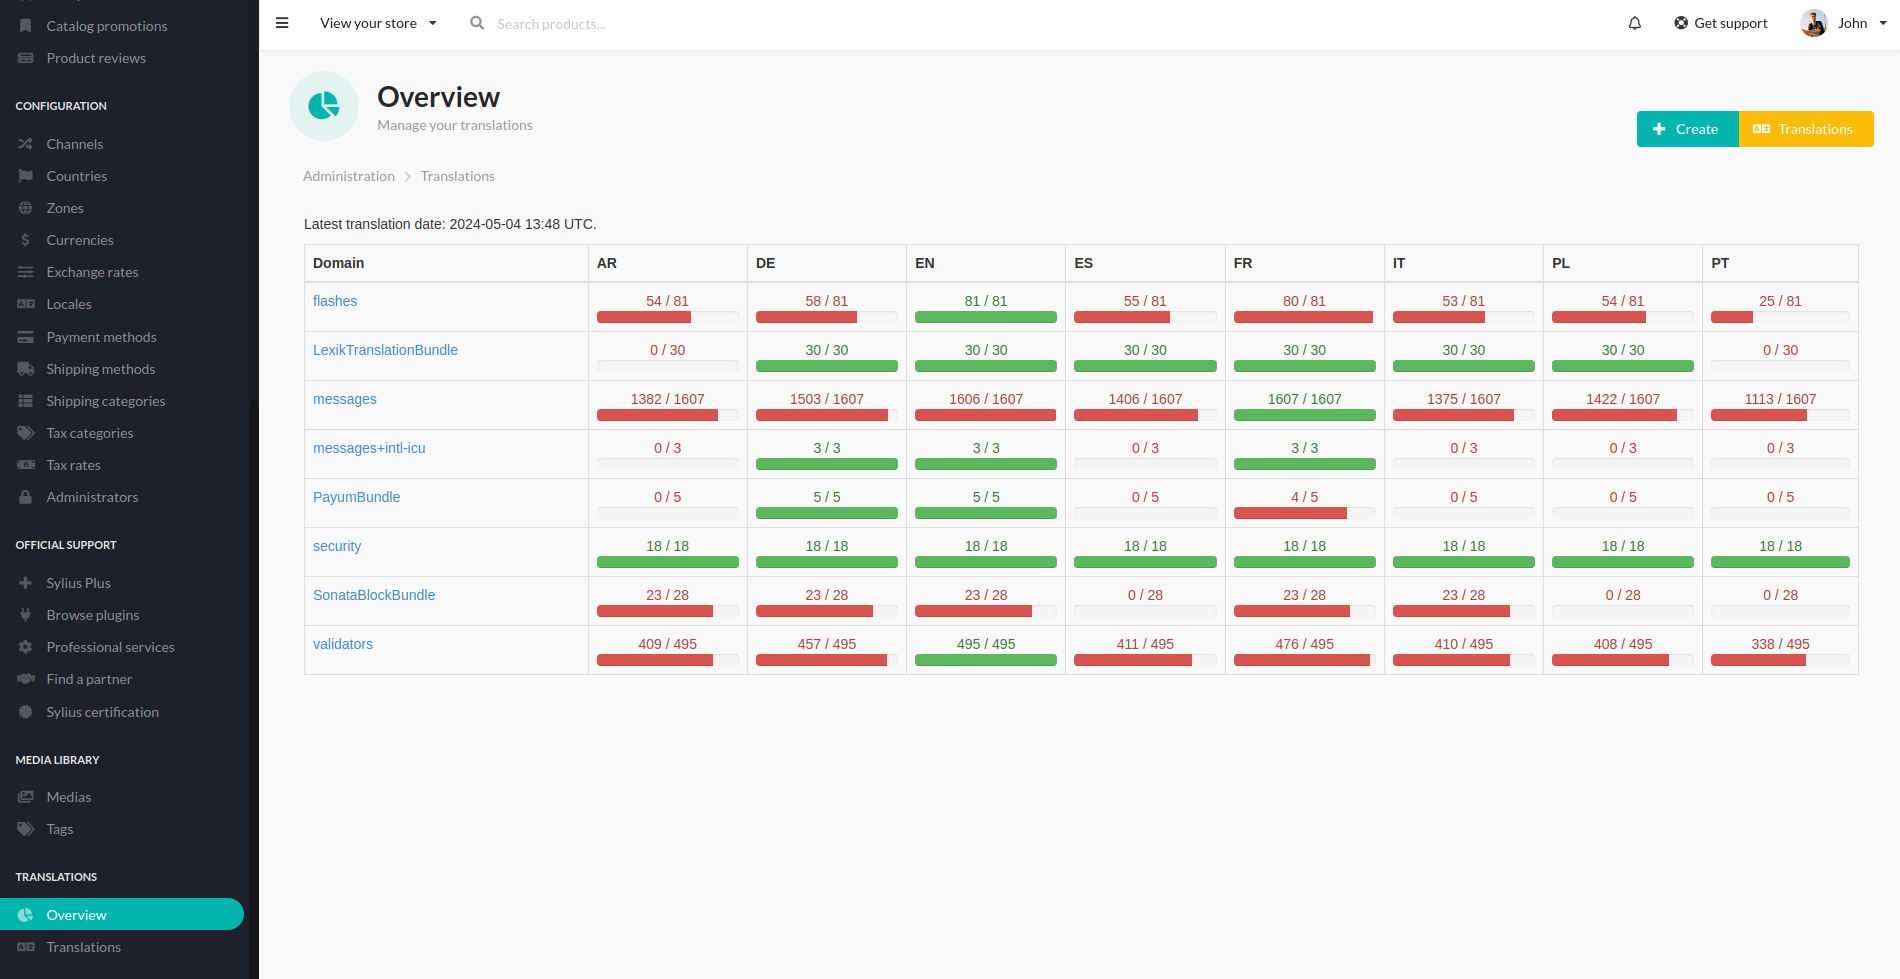 Catalog promotions
Product reviews
CONFIGURATION
Channels
Countries
Zones
Currencies
Exchange rates
Locales
Payment methods
Shipping methods
Shipping categories
Tax categories
Tax rates
Administrators
OFFICIAL SUPPORT
Sylius Plus
Browse plugins
Professional services
Find a partner
Sylius certification
MEDIA LIBRARY
Medias
Tags
TRANSLATIONS
Overview
Translations
View your store
Search products...
Get support
John
Overview
Manage your translations
Create
Translations
Administration > Translations
Latest translation date: 2024-05-04 13:48 UTC.
Domain AR DE EN ES FR IT PL PT
flashes 54 / 81 58 / 81 81 / 81 55 / 81 80 / 81 53 / 81 54 / 81 25 / 81
LexikTranslationBundle 0 / 30 30 / 30 30 / 30 30 / 30 30 / 30 30 / 30 30 / 30 0 / 30
messages 1382 / 1607 1503 / 1607 1606 / 1607 1406 / 1607 1607 / 1607 1375 / 1607 1422 / 1607 1113 / 1607
messages+intl-icu 0 / 3 3 / 3 3 / 3 0 / 3 3 / 3 0 / 3 0 / 3 0 / 3
PayumBundle 0 / 5 5 / 5 5 / 5 0 / 5 4 / 5 0 / 5 0 / 5 0 / 5
security 18 / 18 18 / 18 18 / 18 18 / 18 18 / 18 18 / 18 18 / 18 18 / 18
SonataBlockBundle 23 / 28 23 / 28 23 / 28 0 / 28 23 / 28 23 / 28 0 / 28 0 / 28
validators 409 / 495 457 / 495 495 / 495 411 / 495 476 / 495 410 / 495 408 / 495 338 / 495